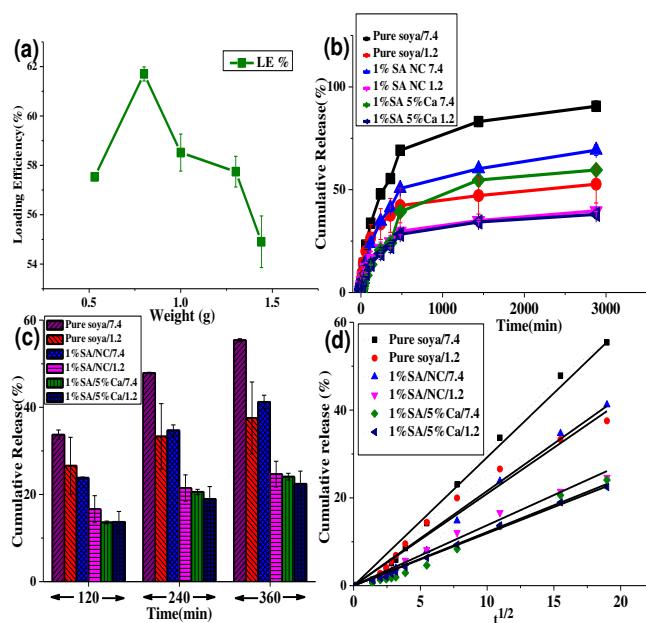 (a)
LE %
Loading Efficiency(%)
62
60
58
56
54
0.5
1.0
1.5
Weight (g)
(b)
Pure soya/7.4
Pure soya/1.2
1% SA NC 7.4
1% SA NC 1.2
1%SA 5%Ca 7.4
1%SA 5%Ca 1.2
Cumulative Release(%)
100
50
0
0
1000
2000
3000
Time(min)
(c)
Pure soya/7.4
Pure soya/1.2
1%SA/NC/7.4
1%SA/NC/1.2
1%SA/5%Ca/7.4
1%SA/5%Ca/1.2
Cumulative Release (%)
60
40
20
0
120
240
360
Time(min)
(d)
Pure soya/7.4
Pure soya/1.2
1%SA/NC/7.4
1%SA/NC/1.2
1%SA/5%Ca/7.4
1%SA/5%Ca/1.2
Cumulative release (%)
60
40
20
0
0
5
10
15
20
t1/2